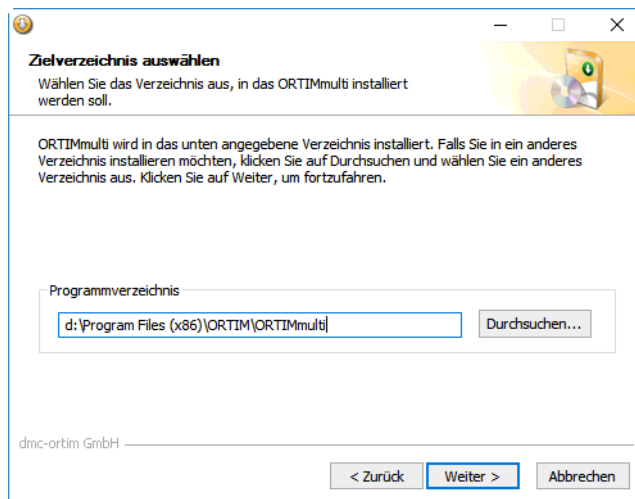 Zielverzeichnis auswählen
Wählen Sie das Verzeichnis aus, in das ORTIMmulti installiert
werden soll.
ORTIMmulti wird in das unten angegebene Verzeichnis installiert. Falls Sie in ein anderes
Verzeichnis installieren möchten, klicken Sie auf Durchsuchen und wählen Sie ein anderes
Verzeichnis aus. Klicken Sie auf Weiter, um fortzufahren.
Programmverzeichnis
d:\Program Files (x86)\ORTIM\ORTIMmulti
Durchsuchen...
dmc-ortim GmbH
< Zurück
Weiter >
Abbrechen